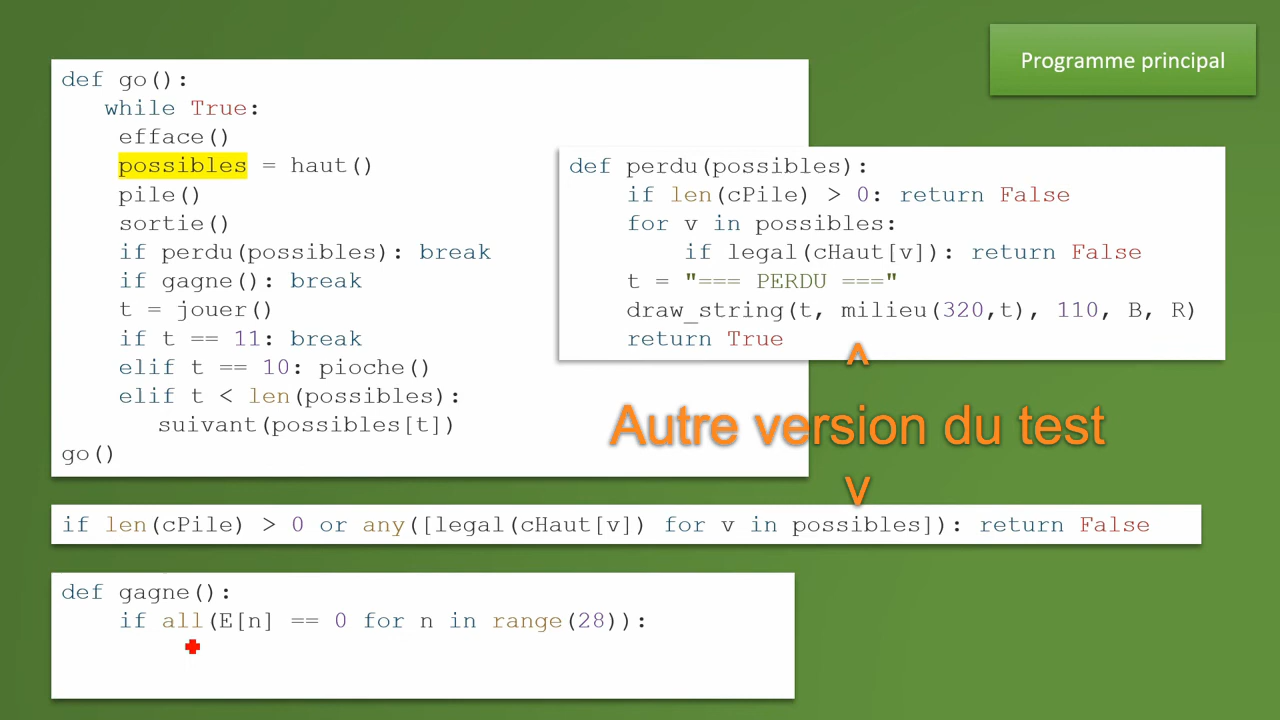 Programme principal
def go():
while True:
efface()
possibles = haut()
pile()
sortie()
if perdu(possibles): break
if gagne(): break
t = jouer()
if t == 11: break
elif t == 10: pioche()
elif t < len(possibles):
suivant(possibles[t])
go()
def perdu(possibles):
if len(cPile) > 0: return False
for v in possibles:
if legal(cHaut[v]): return False
t = "=== PERDU ==="
draw_string(t, milieu(320,t), 110, B, R)
return True
^
Autre version du test
v
if len(cPile) > 0 or any([legal(cHaut[v]) for v in possibles]): return False
def gagne():
if all(E[n] == 0 for n in range(28)):